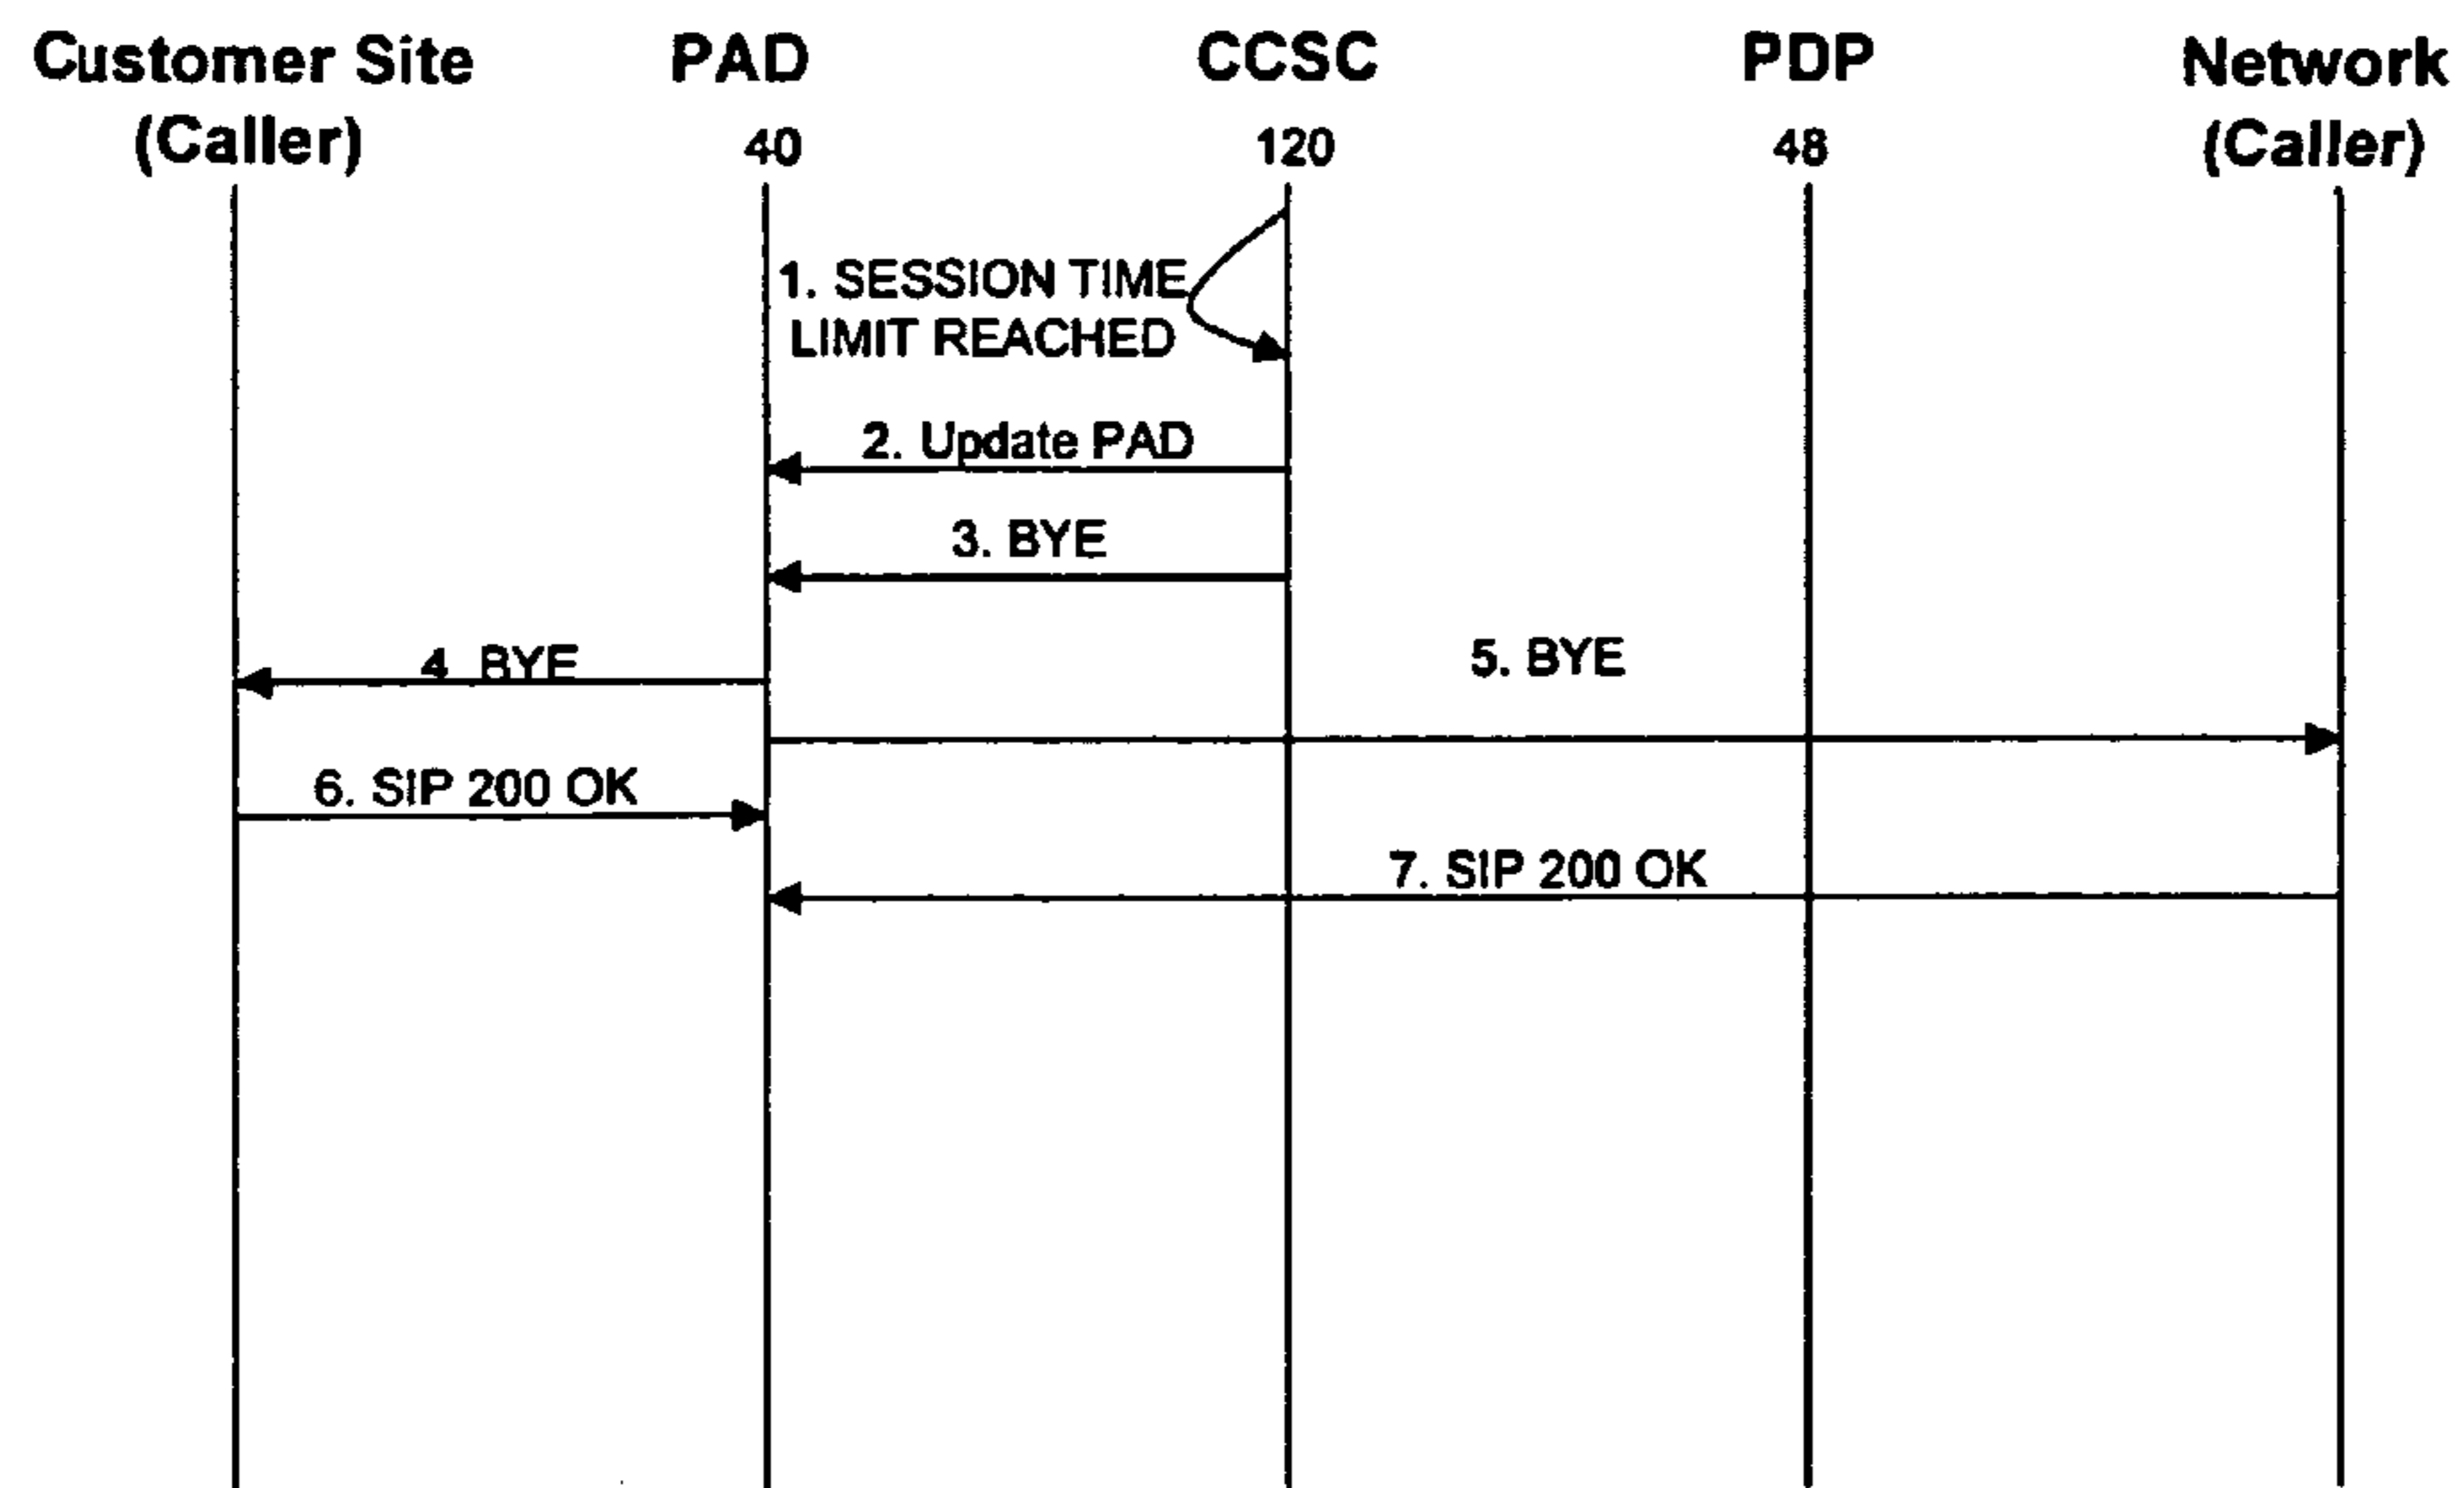 Customer Site
(Caller)
PAD
40
CCSC
120
PDP
48
Network
(Caller)
1. SESSION TIME
LIMIT REACHED
2. Update PAD
3. BYE
4 BYE
5. BYE
6. SIP 200 OK
7. SIP 200 OK